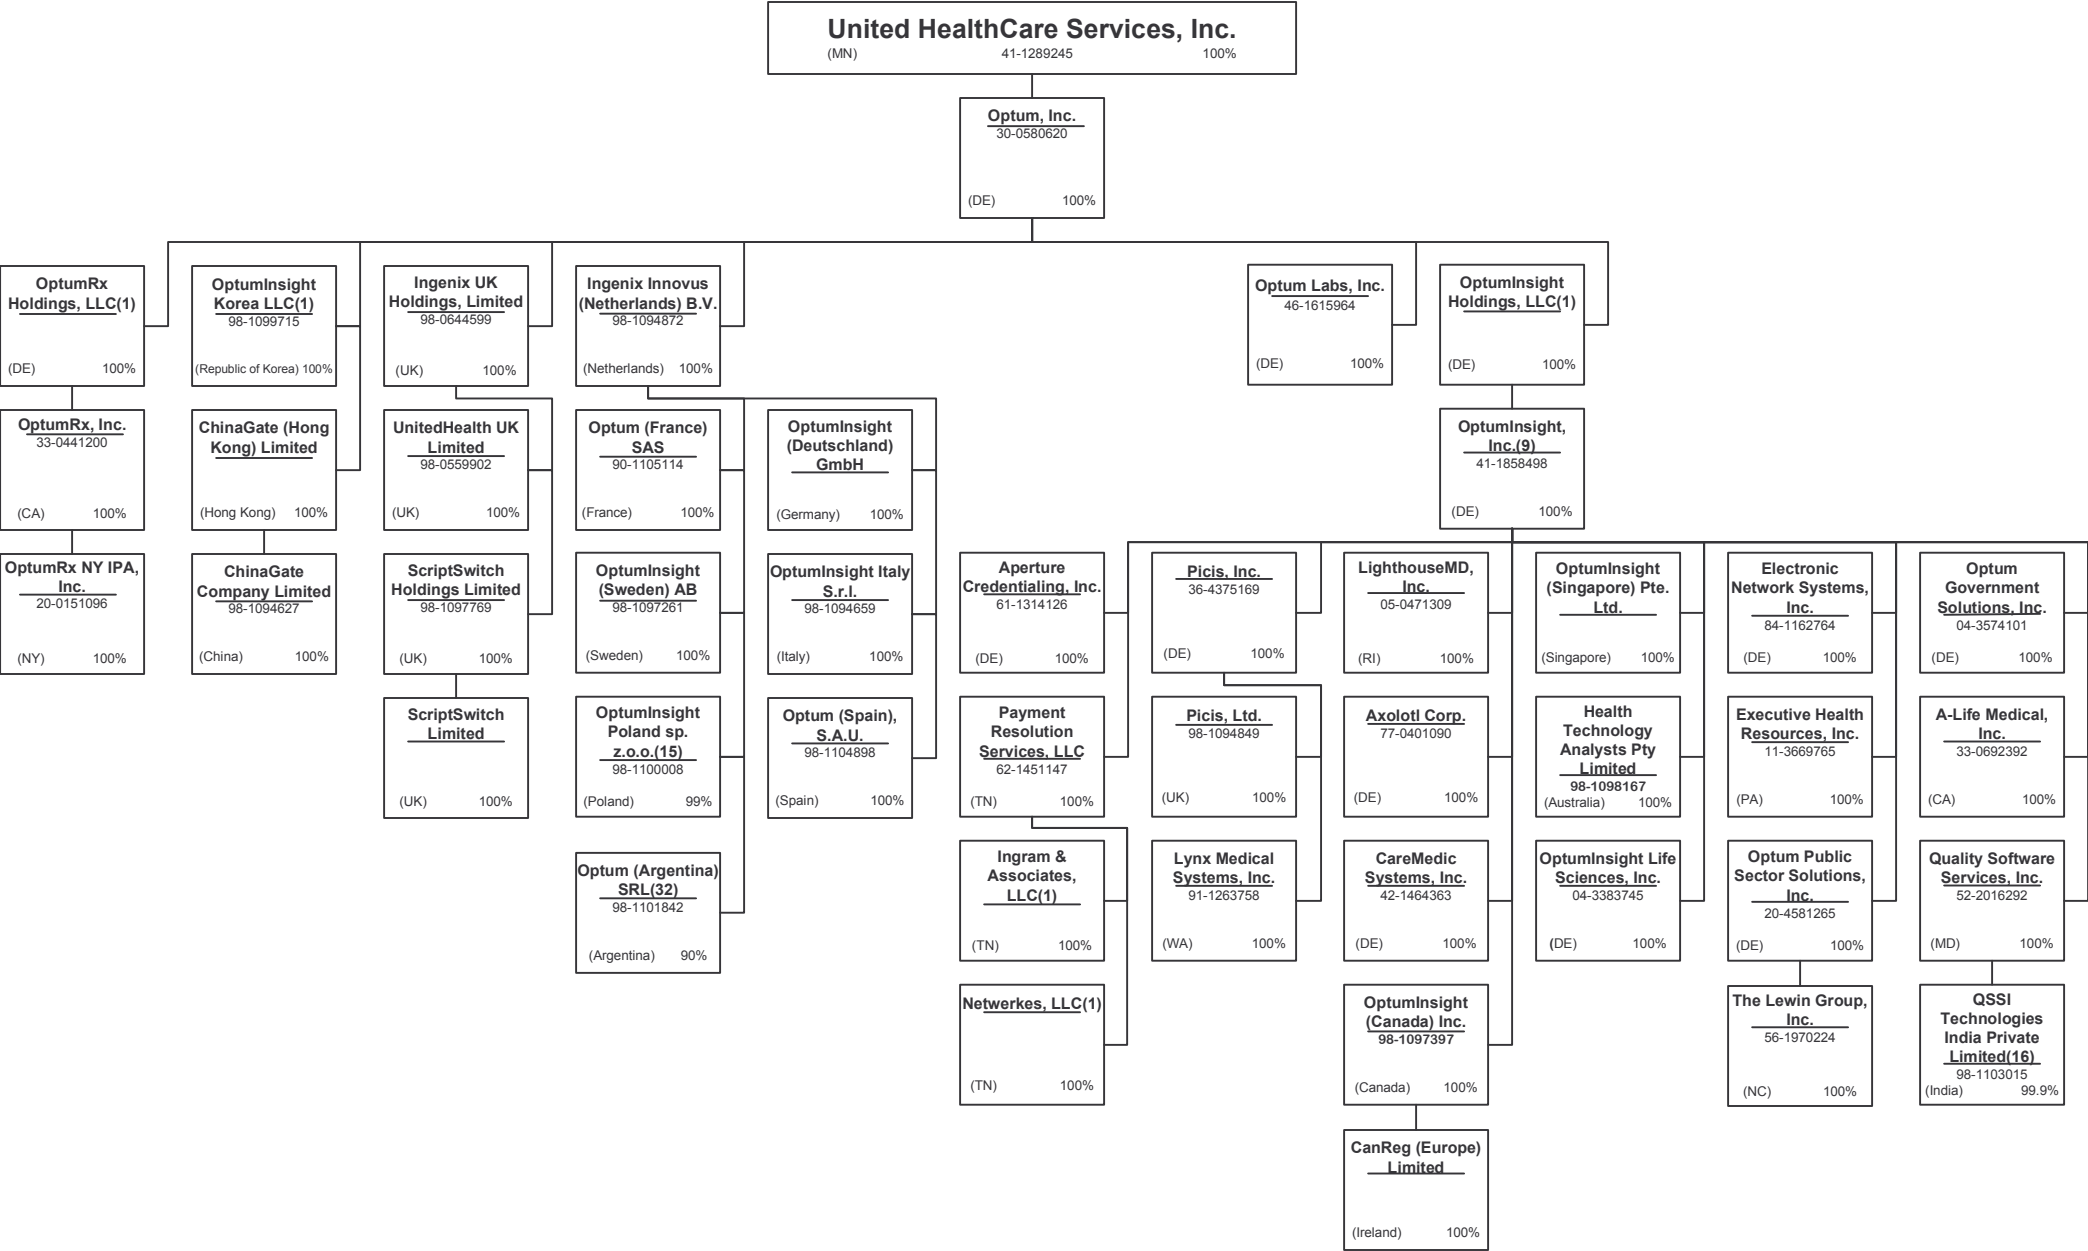 United HealthCare Services, Inc.
(MN) 41-1289245 100%
Optum, Inc.
30-0580620
(DE) 100%
OptumRx
Holdings, LLC(1)
(DE) 100%
OptumInsight
Korea LLC(1)
98-1099715
(Republic of Korea) 100%
Ingenix UK
Holdings, Limited
98-0644599
(UK) 100%
Ingenix Innovus
(Netherlands) B.V.
98-1094872
(Netherlands) 100%
Optum Labs, Inc.
46-1615964
(DE) 100%
OptumInsight
Holdings, LLC(1)
(DE) 100%
OptumRx, Inc.
33-0441200
(CA) 100%
ChinaGate (Hong
Kong) Limited
(Hong Kong) 100%
UnitedHealth UK
Limited
98-0559902
(UK) 100%
Optum (France)
SAS
90-1105114
(France) 100%
OptumInsight
(Deutschland)
GmbH
(Germany) 100%
OptumInsight,
Inc.(9)
41-1858498
(DE) 100%
OptumRx NY IPA,
Inc.
20-0151096
(NY) 100%
ChinaGate
Company Limited
98-1094627
(China) 100%
ScriptSwitch
Holdings Limited
98-1097769
(UK) 100%
OptumInsight
(Sweden) AB
98-1097261
(Sweden) 100%
OptumInsight Italy
S.r.l.
98-1094659
(Italy) 100%
Aperture
Credentialing, Inc.
61-1314126
(DE) 100%
Picis, Inc.
36-4375169
(DE) 100%
LighthouseMD,
Inc.
05-0471309
(RI) 100%
OptumInsight
(Singapore) Pte.
Ltd.
(Singapore) 100%
Electronic
Network Systems,
Inc.
84-1162764
(DE) 100%
Optum
Government
Solutions, Inc.
04-3574101
(DE) 100%
ScriptSwitch
Limited
(UK) 100%
OptumInsight
Poland sp.
z.o.o.(15)
98-1100008
(Poland) 99%
Optum (Spain),
S.A.U.
98-1104898
(Spain) 100%
Payment
Resolution
Services, LLC
62-1451147
(TN) 100%
Picis, Ltd.
98-1094849
(UK) 100%
Axolotl Corp.
77-0401090
(DE) 100%
Health
Technology
Analysts Pty
Limited
98-1098167
(Australia) 100%
Executive Health
Resources, Inc.
11-3669765
(PA) 100%
A-Life Medical,
Inc.
33-0692392
(CA) 100%
Optum (Argentina)
SRL(32)
98-1101842
(Argentina) 90%
Ingram &
Associates,
LLC(1)
(TN) 100%
Lynx Medical
Systems, Inc.
91-1263758
(WA) 100%
CareMedic
Systems, Inc.
42-1464363
(DE) 100%
OptumInsight Life
Sciences, Inc.
04-3383745
(DE) 100%
Optum Public
Sector Solutions,
Inc.
20-4581265
(DE) 100%
Quality Software
Services, Inc.
52-2016292
(MD) 100%
Netwerkes, LLC(1)
(TN) 100%
OptumInsight
(Canada) Inc.
98-1097397
(Canada) 100%
The Lewin Group,
Inc.
56-1970224
(NC) 100%
QSSI
Technologies
India Private
Limited(16)
98-1103015
(India) 99.9%
CanReg (Europe)
Limited
(Ireland) 100%